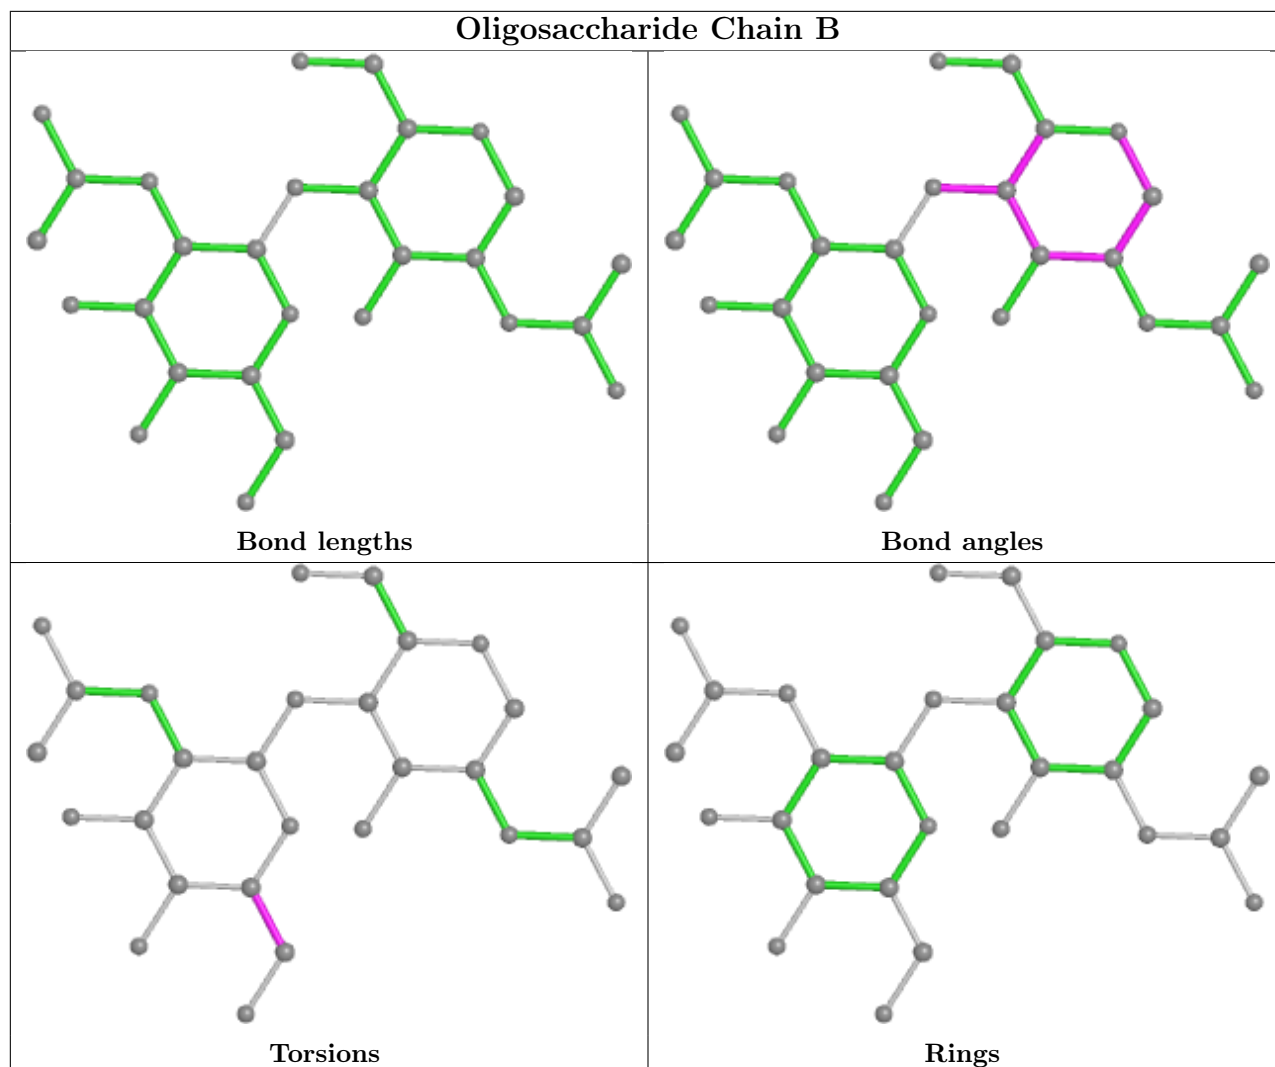 Oligosaccharide Chain B
Bond lengths
Bond angles
Torsions
Rings